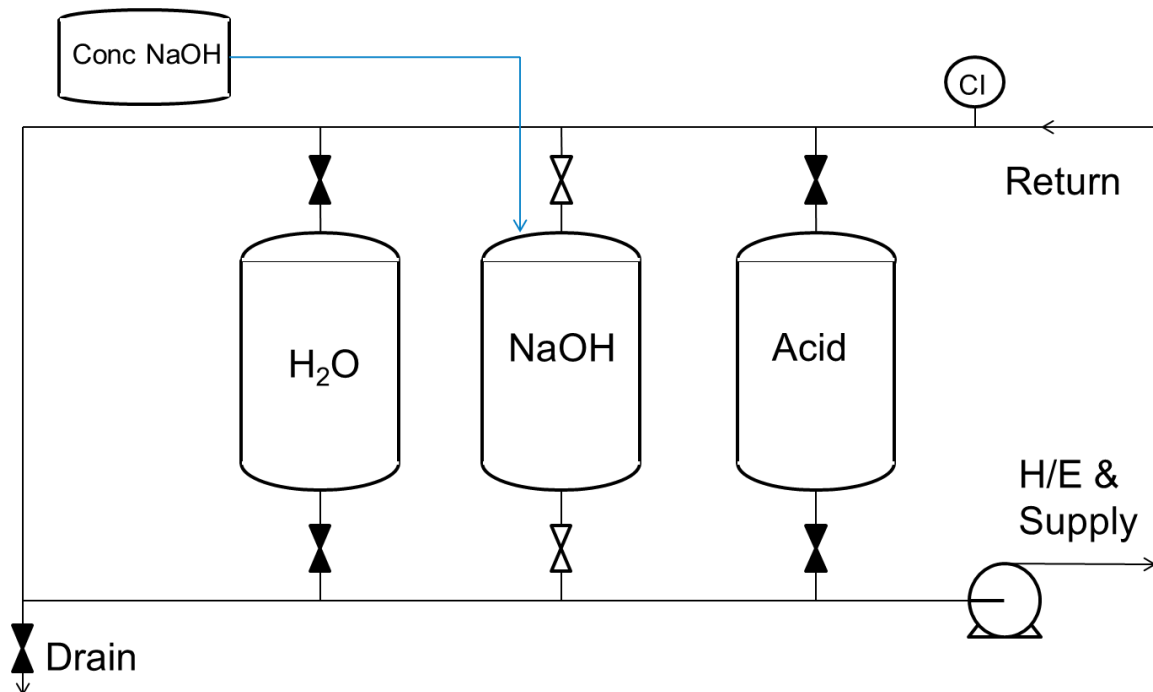 Conc NaOH
CI
Return
H₂O
NaOH
Acid
H/E &
Supply
Drain